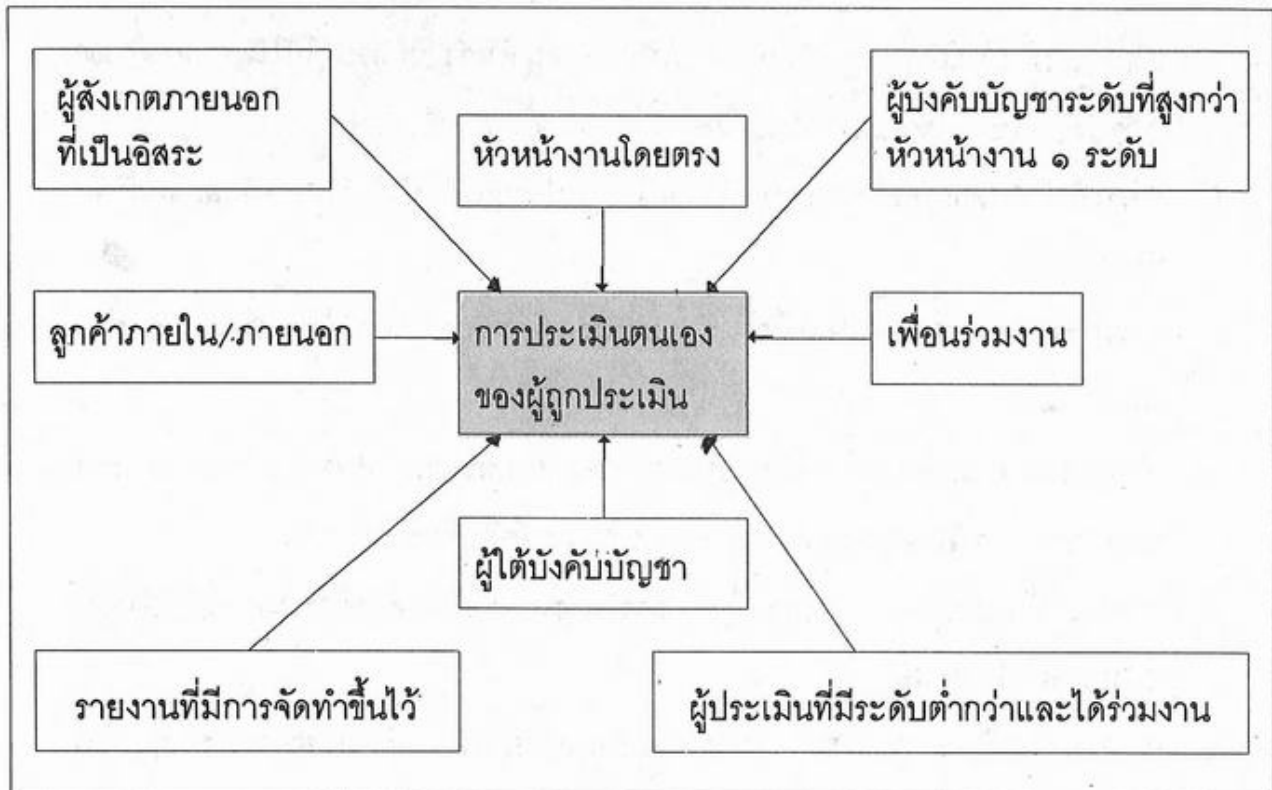 ผู้สังเกตภายนอก
ที่เป็นอิสระ
หัวหน้างานโดยตรง
ผู้บังคับบัญชาระดับที่สูงกว่า
หัวหน้างาน ๑ ระดับ
ลูกค้าภายใน/ภายนอก
การประเมินตนเอง
ของผู้ถูกประเมิน
เพื่อนร่วมงาน
ผู้ใต้บังคับบัญชา
รายงานที่มีการจัดทำขึ้นไว้
ผู้ประเมินที่มีระดับต่ำกว่าและได้ร่วมงาน